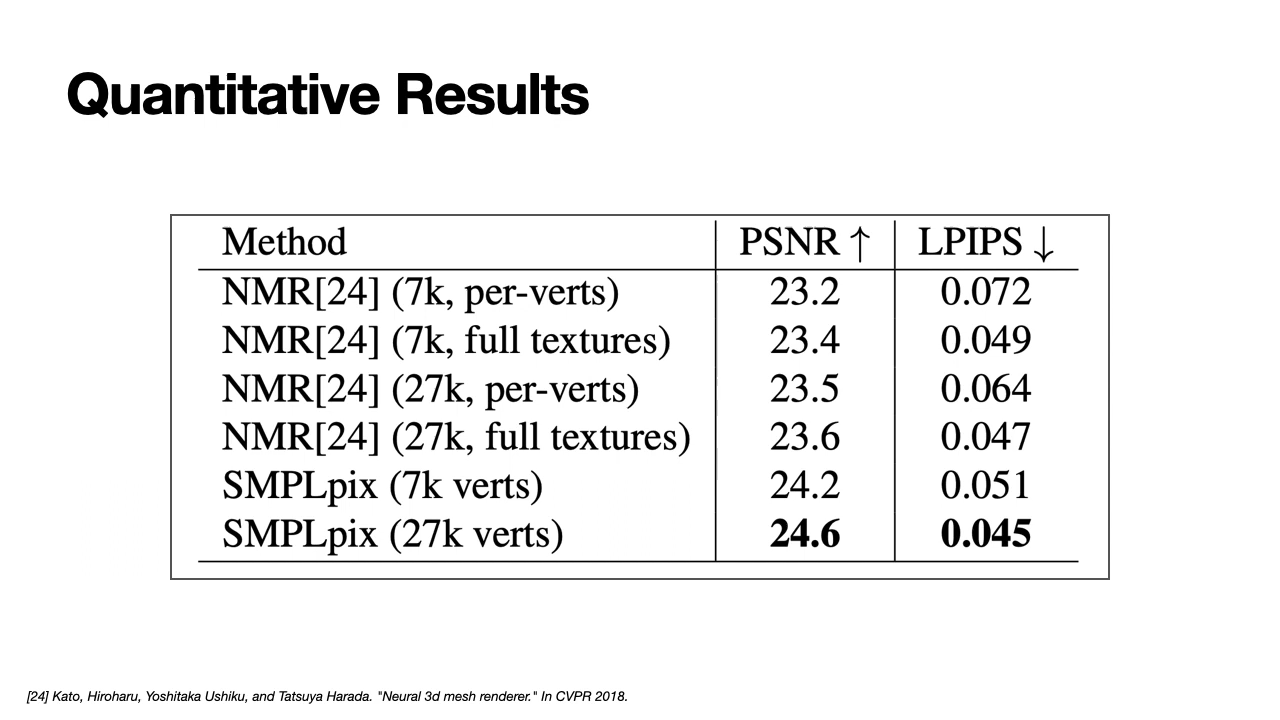 Quantitative Results
Method PSNR ↑ LPIPS ↓
NMR[24] (7k, per-verts) 23.2 0.072
NMR[24] (7k, full textures) 23.4 0.049
NMR[24] (27k, per-verts) 23.5 0.064
NMR[24] (27k, full textures) 23.6 0.047
SMPLpix (7k verts) 24.2 0.051
SMPLpix (27k verts) 24.6 0.045
[24] Kato, Hiroharu, Yoshitaka Ushiku, and Tatsuya Harada. "Neural 3d mesh renderer." In CVPR 2018.